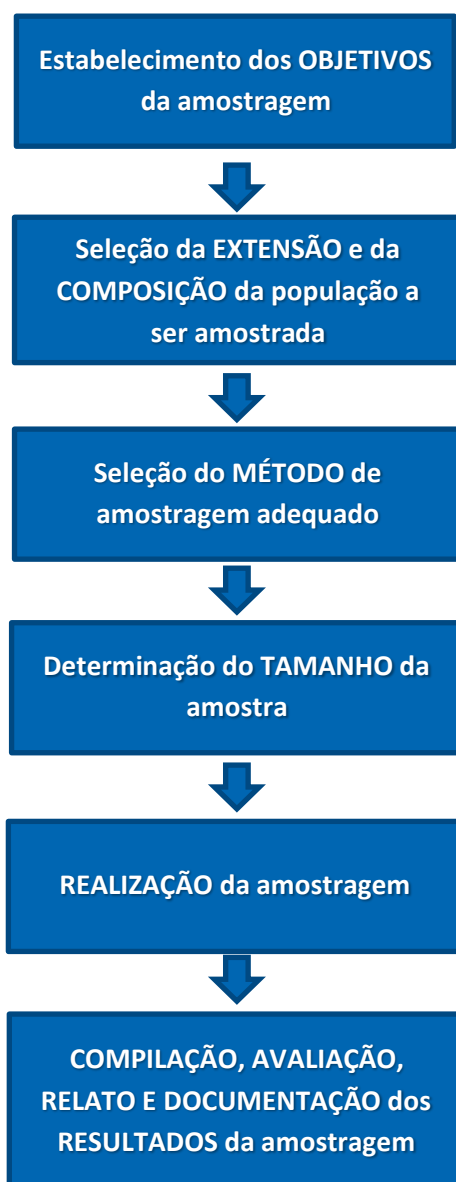 Estabelecimento dos OBJETIVOS
da amostragem
Seleção da EXTENSÃO e da
COMPOSIÇÃO da população a
ser amostrada
Seleção do MÉTODO de
amostragem adequado
Determinação do TAMANHO da
amostra
REALIZAÇÃO da amostragem
COMPILAÇÃO, AVALIAÇÃO,
RELATO E DOCUMENTAÇÃO dos
RESULTADOS da amostragem